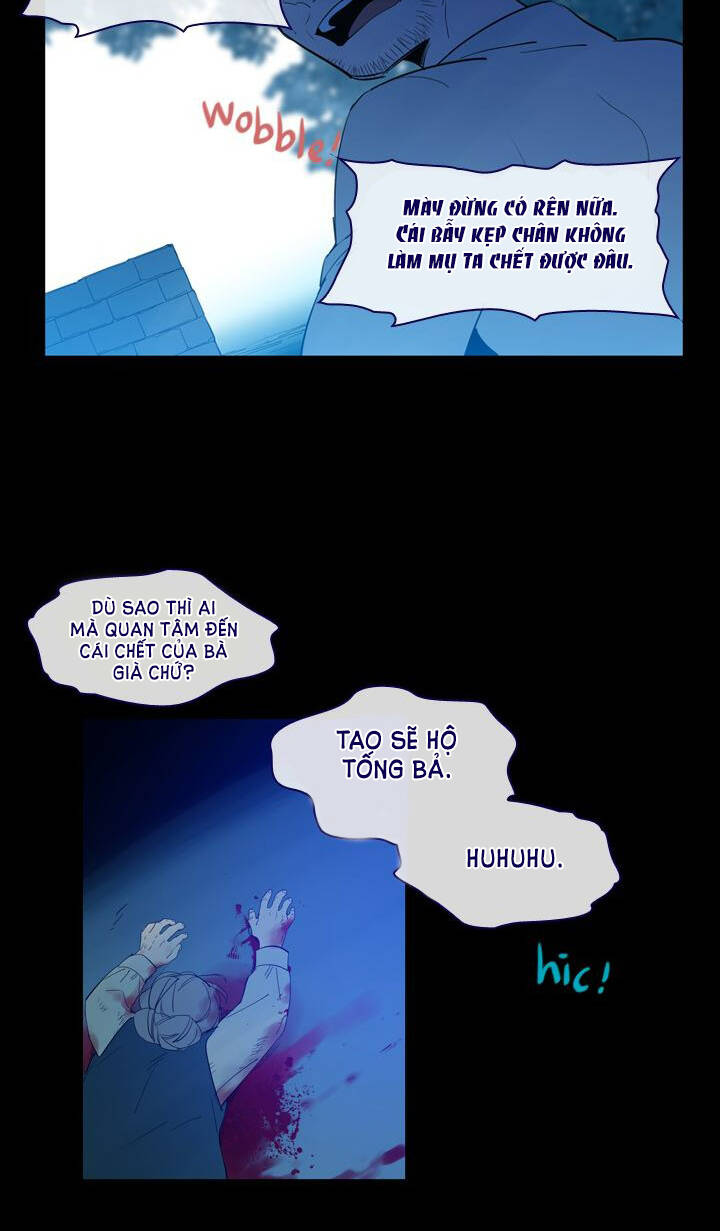 Wobble!
MÀY ĐỪNG CÓ RÊN NỮA.
CÁI BẪY KẸP CHÂN KHÔNG
LÀM MỤ TA CHẾT ĐƯỢC ĐÂU.
DÙ SAO THÌ AI
MÀ QUAN TÂM ĐẾN
CÁI CHẾT CỦA BÀ
GIÀ CHỨ?
TAO SẼ HỘ
TỐNG BẢ.
HUHUHU.
hic!